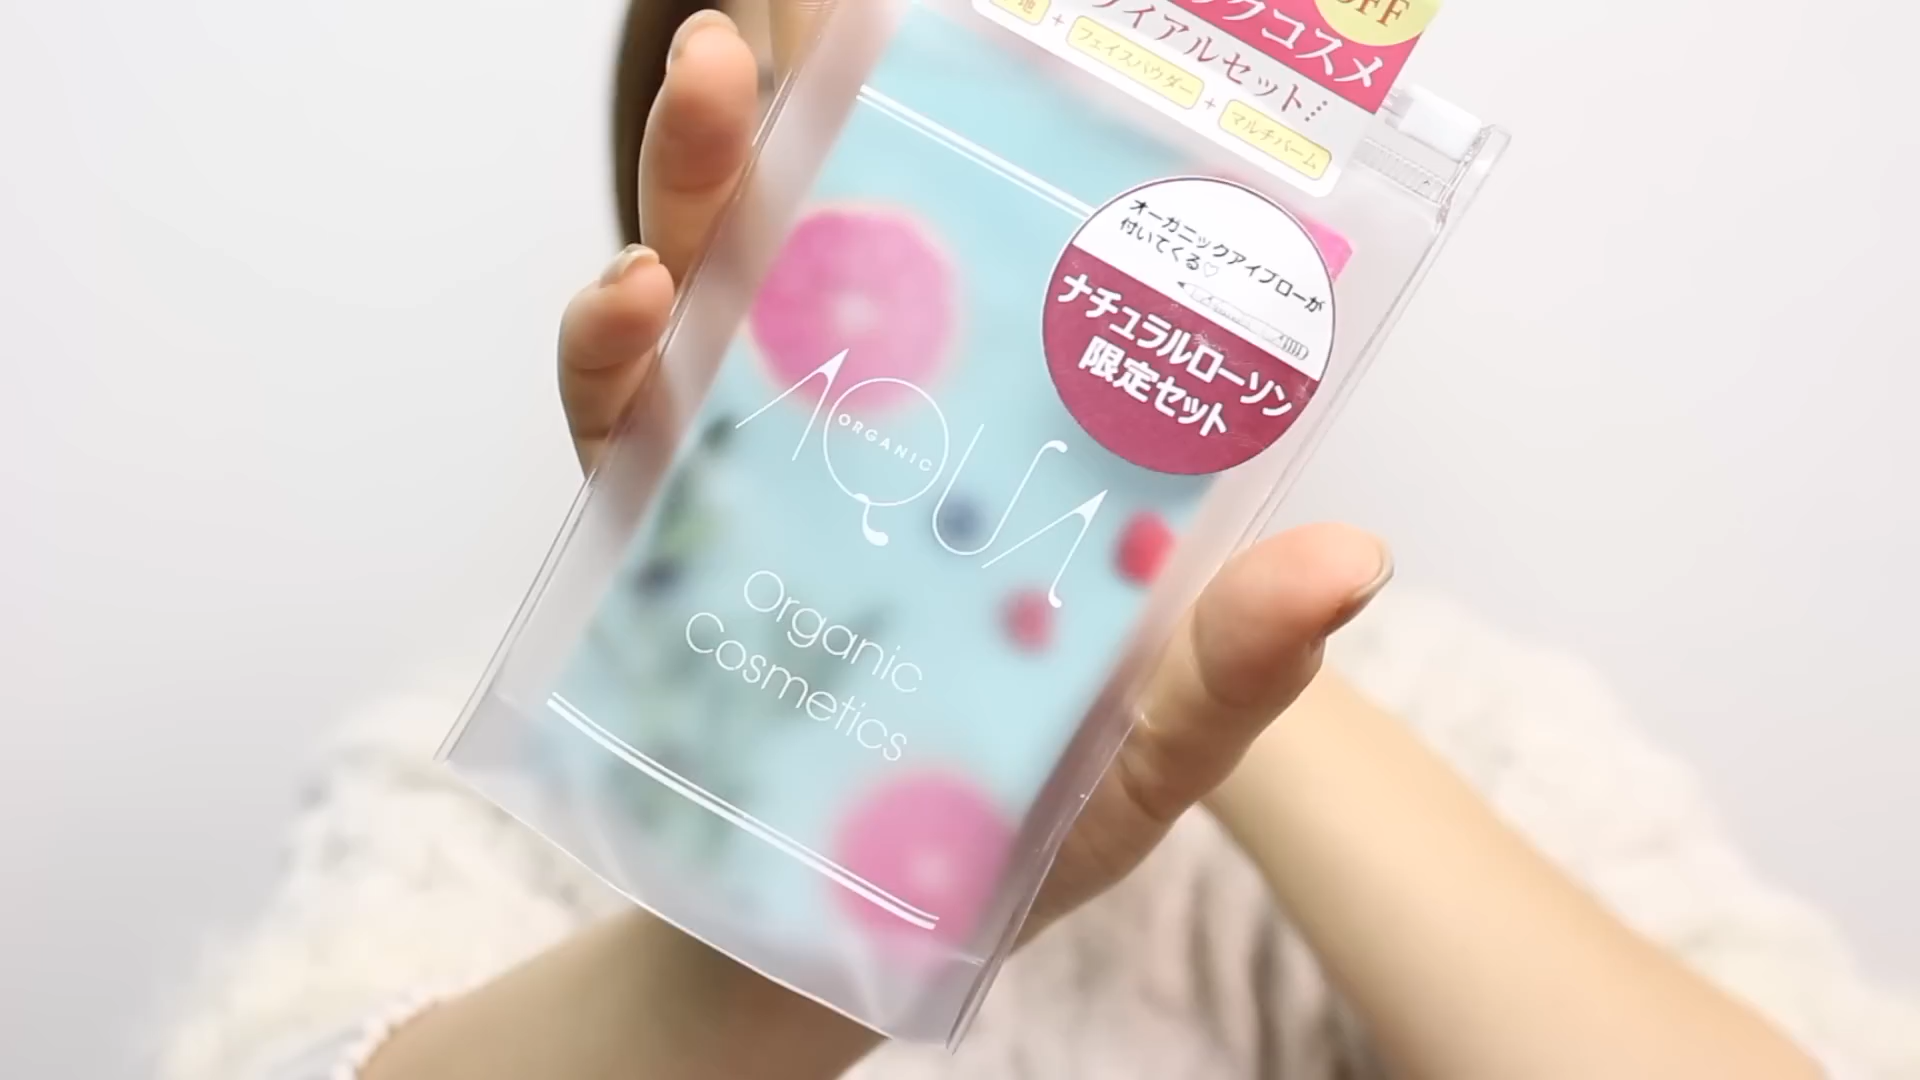 OFF
ックコスメ
イアルセット
地 + フェイスパウダー + マルチバーム
オーガニックアイブローが
付いてくる♡
ナチュラルローソン
限定セット
AQUA
ORGANIC
Organic
Cosmetics